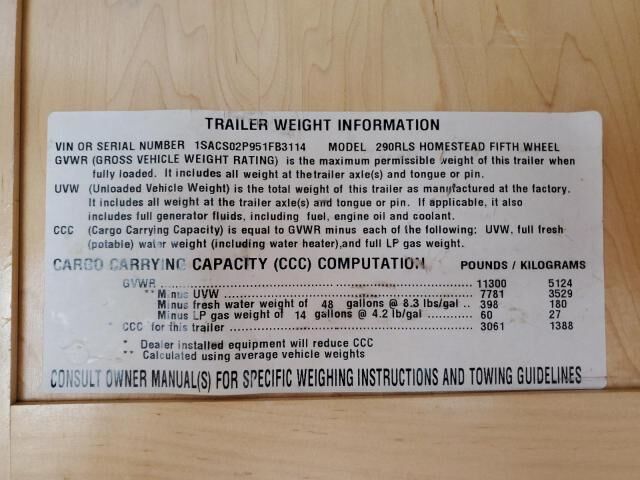 TRAILER WEIGHT INFORMATION
VIN OR SERIAL NUMBER 1SACS02P951FB3114 MODEL 290RLS HOMESTEAD FIFTH WHEEL
GVWR (GROSS VEHICLE WEIGHT RATING) is the maximum permissible weight of this trailer when
fully loaded. It includes all weight at the trailer axle(s) and tongue or pin.
UVW (Unloaded Vehicle Weight) is the total weight of this trailer as manufactured at the factory.
It includes all weight at the trailer axle(s) and tongue or pin. If applicable, it also
includes full generator fluids, including fuel, engine oil and coolant.
CCC (Cargo Carrying Capacity) is equal to GVWR minus each of the following: UVW, full fresh
(potable) water weight (including water heater),and full LP gas weight.
CARGO CARRYING CAPACITY (CCC) COMPUTATION POUNDS / KILOGRAMS
GVWR ........ 11300 5124
** Minus UVW ........ 7781 3529
Minus fresh water weight of 48 gallons @ 8.3 lbs/gal .. 398 180
Minus LP gas weight of 14 gallons @ 4.2 lb/gal ........ 60 27
* CCC for this trailer ........ 3061 1388
* Dealer installed equipment will reduce CCC
** Calculated using average vehicle weights
CONSULT OWNER MANUAL(S) FOR SPECIFIC WEIGHING INSTRUCTIONS AND TOWING GUIDELINES